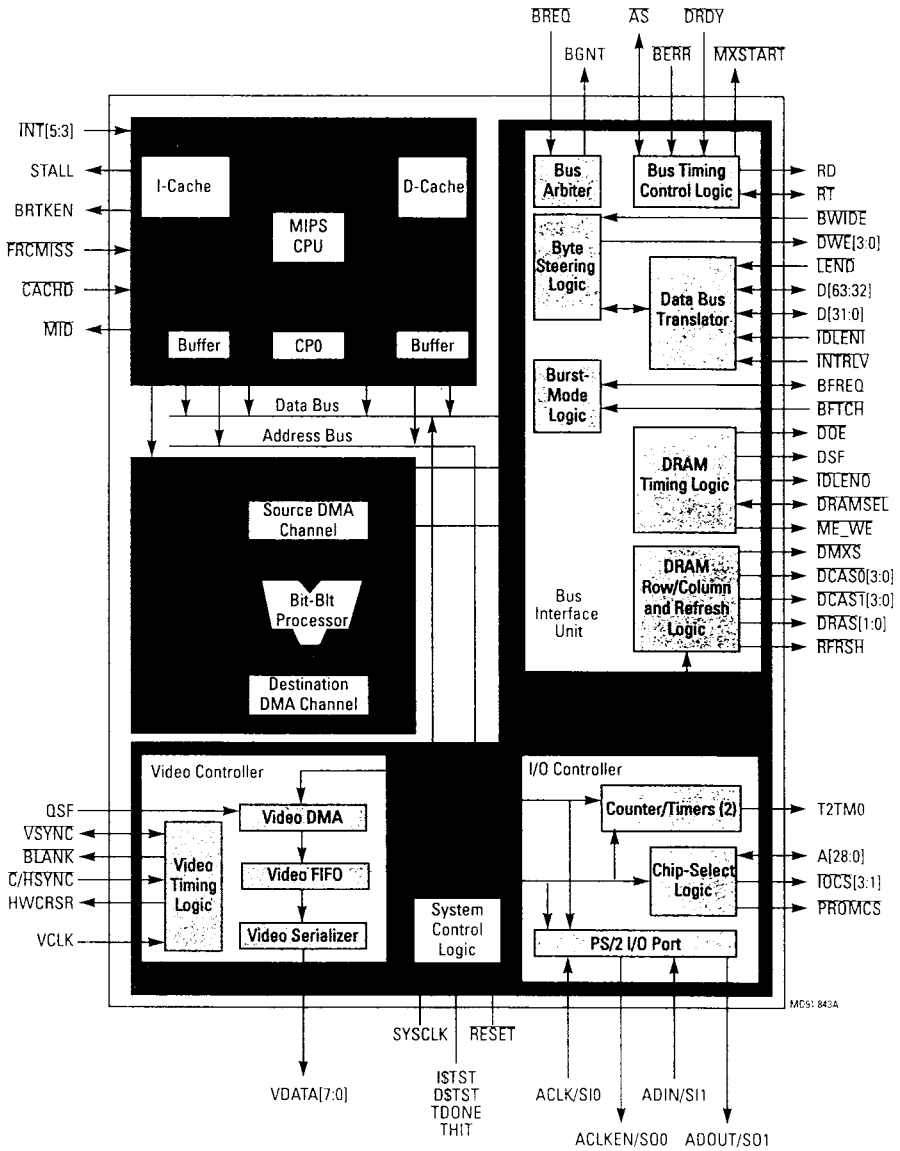 BREQ
AS
DRDY
BGNT
BERR
MXSTART
INT[5:3]
STALL
BRTKEN
FRCMISS
CACHD
MID
I-Cache
D-Cache
MIPS
CPU
Buffer
CP0
Buffer
Data Bus
Address Bus
Source DMA
Channel
Bit-Blt
Processor
Destination
DMA Channel
Bus
Arbiter
Bus Timing
Control Logic
Byte
Steering
Logic
Data Bus
Translator
Burst-
Mode
Logic
DRAM
Timing Logic
DRAM
Row/Column
and Refresh
Logic
Bus
Interface
Unit
RD
RT
BWIDE
DWE[3:0]
LEND
D[63:32]
D[31:0]
IDLENI
INTRLV
BFREQ
BFTCH
DOE
DSF
IDLENO
DRAMSEL
ME_WE
DMXS
DCAS0[3:0]
DCAS1[3:0]
DRAS[1:0]
RFRSH
Video Controller
QSF
VSYNC
BLANK
C/HSYNC
HWCRSR
VCLK
Video
Timing
Logic
Video DMA
Video FIFO
Video Serializer
System
Control
Logic
I/O Controller
Counter/Timers (2)
Chip-Select
Logic
PS/2 I/O Port
T2TM0
A[28:0]
IOCS[3:1]
PROMCS
MD91 843A
SYSCLK
RESET
VDATA[7:0]
I$TST
D$TST
TDONE
THIT
ACLK/SI0
ADIN/SI1
ACLKEN/SO0
ADOUT/SO1